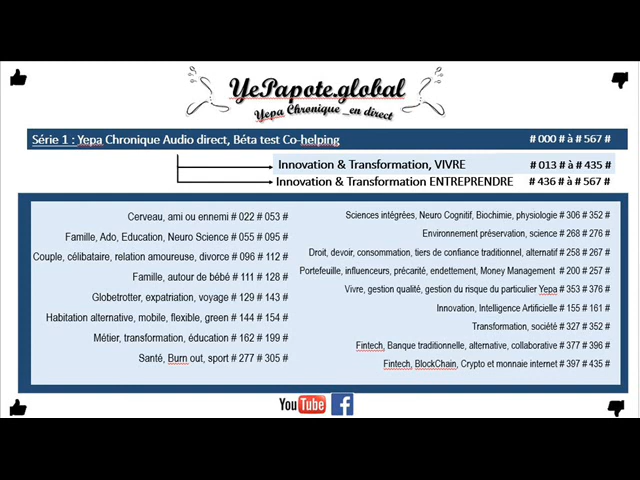 YePapote.global
Yepa Chronique _en direct
Série 1 : Yepa Chronique Audio direct, Béta test Co-helping # 000 # à # 567 #
Innovation & Transformation, VIVRE # 013 # à # 435 #
Innovation & Transformation ENTREPRENDRE # 436 # à # 567 #
Cerveau, ami ou ennemi # 022 # 053 #
Famille, Ado, Education, Neuro Science # 055 # 095 #
Couple, célibataire, relation amoureuse, divorce # 096 # 112 #
Famille, autour de bébé # 111 # 128 #
Globetrotter, expatriation, voyage # 129 # 143 #
Habitation alternative, mobile, flexible, green # 144 # 154 #
Métier, transformation, éducation # 162 # 199 #
Santé, Burn out, sport # 277 # 305 #
Sciences intégrées, Neuro Cognitif, Biochimie, physiologie # 306 # 352 #
Environnement préservation, science # 268 # 276 #
Droit, devoir, consommation, tiers de confiance traditionnel, alternatif # 258 # 267 #
Portefeuille, influenceurs, précarité, endettement, Money Management # 200 # 257 #
Vivre, gestion qualité, gestion du risque du particulier Yepa # 353 # 376 #
Innovation, Intelligence Artificielle # 155 # 161 #
Transformation, société # 327 # 352 #
Fintech, Banque traditionnelle, alternative, collaborative # 377 # 396 #
Fintech, BlockChain, Crypto et monnaie internet # 397 # 435 #
YouTube f